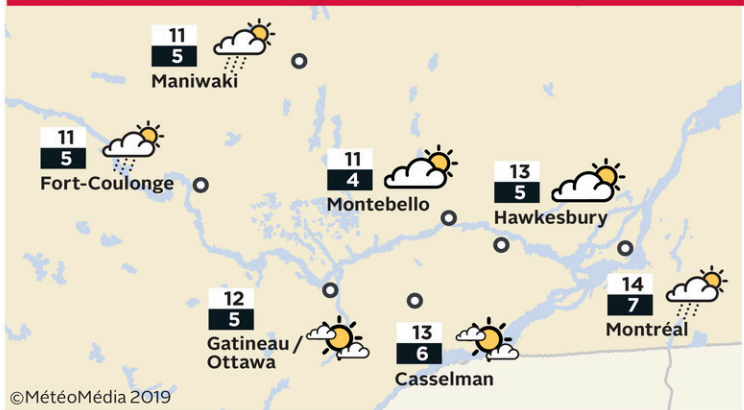 11
5
Maniwaki
11
5
Fort-Coulonge
11
4
Montebello
13
5
Hawkesbury
12
5
Gatineau /
Ottawa
13
6
Casselman
14
7
Montréal
©MétéoMédia 2019